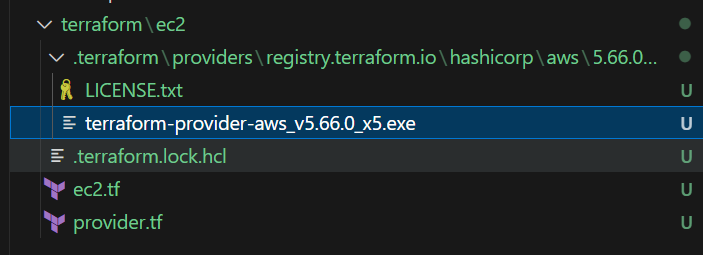 terraform\ec2
.terraform\providers\registry.terraform.io\hashicorp\aws\5.66.0...
LICENSE.txt U
terraform-provider-aws_v5.66.0_x5.exe U
.terraform.lock.hcl U
ec2.tf U
provider.tf U